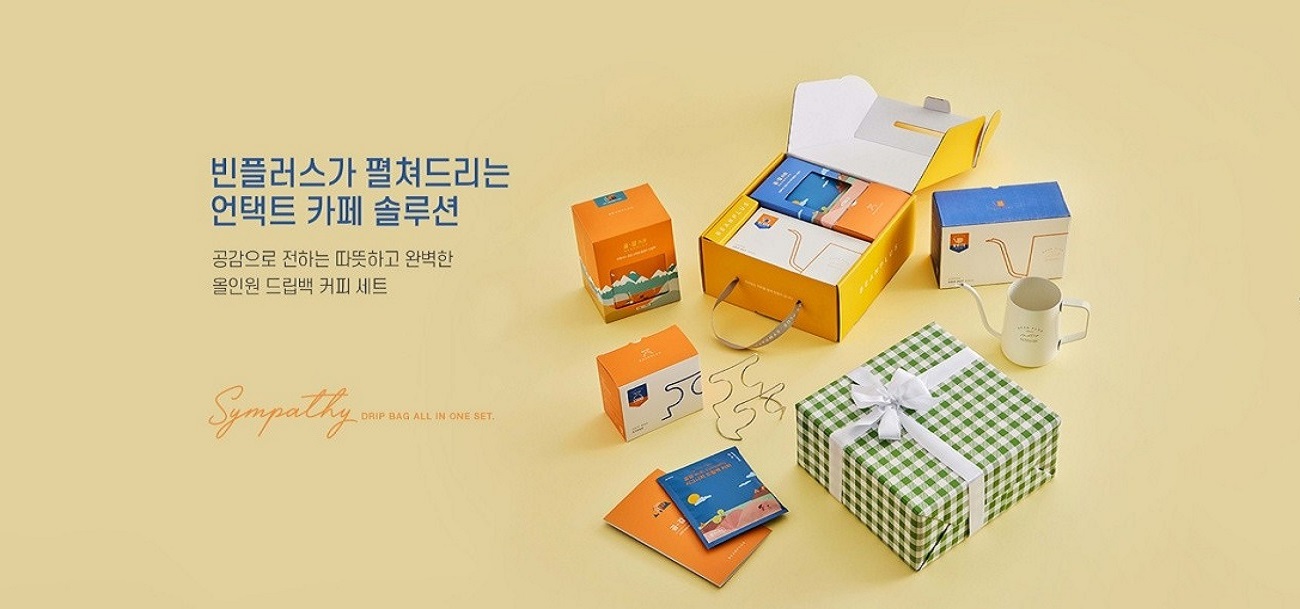 빈플러스가 펼쳐드리는
언택트 카페 솔루션
공감으로 전하는 따뜻하고 완벽한
올인원 드립백 커피 세트
Sympathy DRIP BAG ALL IN ONE SET.
BEANPLUS
BEANPLUS